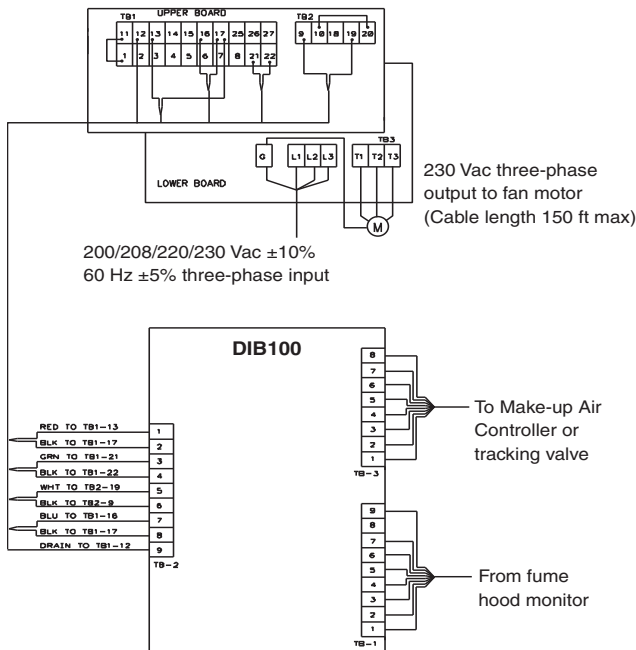 UPPER BOARD
TB1
TB2
11 12 13 14 15 16 17 25 26 27
1 2 3 4 5 6 7 8 21 22
9 10 18 19 20
TB3
G
L1 L2 L3
T1 T2 T3
LOWER BOARD
M
230 Vac three-phase
output to fan motor
(Cable length 150 ft max)
200/208/220/230 Vac ±10%
60 Hz ±5% three-phase input
DIB100
8
7
6
5
4
3
2
1
TB-3
To Make-up Air
Controller or
tracking valve
RED TO TB1-13 1
BLK TO TB1-17 2
GRN TO TB1-21 3
BLK TO TB1-22 4
WHT TO TB2-19 5
BLK TO TB2-9 6
BLU TO TB1-16 7
BLK TO TB1-17 8
DRAIN TO TB1-12 9
TB-2
9
8
7
6
5
4
3
2
1
TB-1
From fume
hood monitor